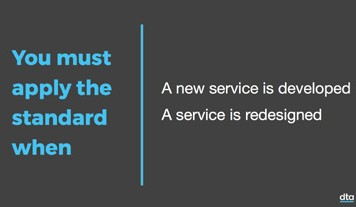 You must
apply the
standard
when
A new service is developed
A service is redesigned
dta